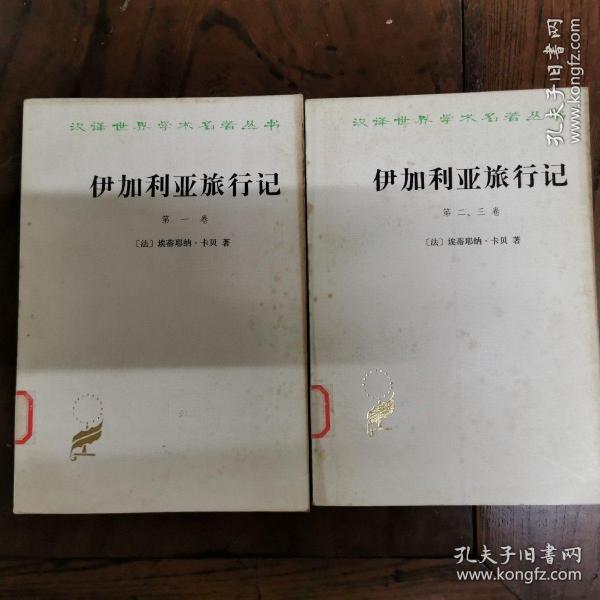 汉译世界学术名著丛书
伊加利亚旅行记
第一卷
〔法〕埃蒂耶纳·卡贝 著
汉译世界学术名著丛书
伊加利亚旅行记
第二、三卷
〔法〕埃蒂耶纳·卡贝 著
孔夫子旧书网
www.kongfz.com
孔夫子旧书网
www.kongfz.com